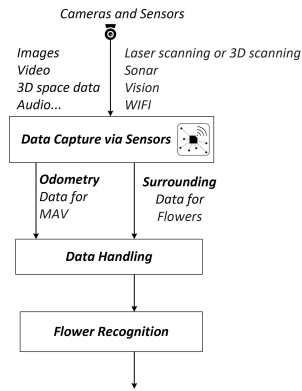 Cameras and Sensors
Images
Video
3D space data
Audio...
Laser scanning or 3D scanning
Sonar
Vision
WIFI
Data Capture via Sensors
Odometry
Data for
MAV
Surrounding
Data for
Flowers
Data Handling
Flower Recognition